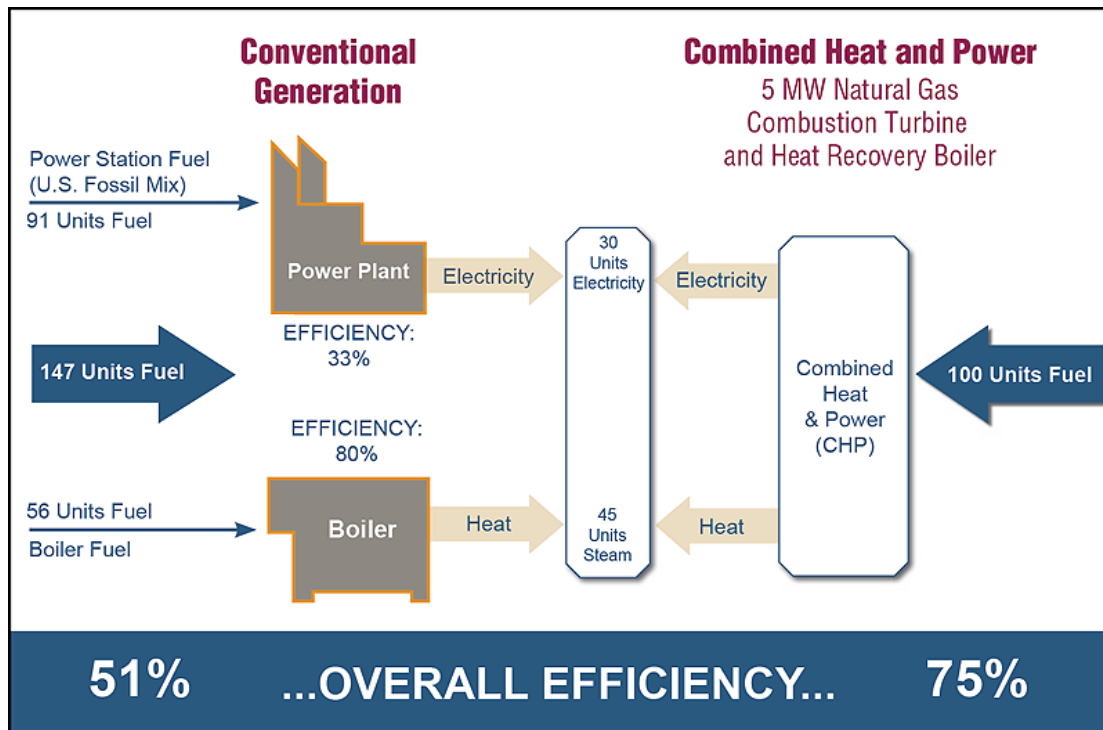 Conventional
Generation
Combined Heat and Power
5 MW Natural Gas
Combustion Turbine
and Heat Recovery Boiler
Power Station Fuel
(U.S. Fossil Mix)
91 Units Fuel
Power Plant
Electricity
30
Units
Electricity
Electricity
EFFICIENCY:
33%
147 Units Fuel
Combined
Heat
& Power
(CHP)
100 Units Fuel
EFFICIENCY:
80%
56 Units Fuel
Boiler Fuel
Boiler
Heat
45
Units
Steam
Heat
51% ...OVERALL EFFICIENCY... 75%